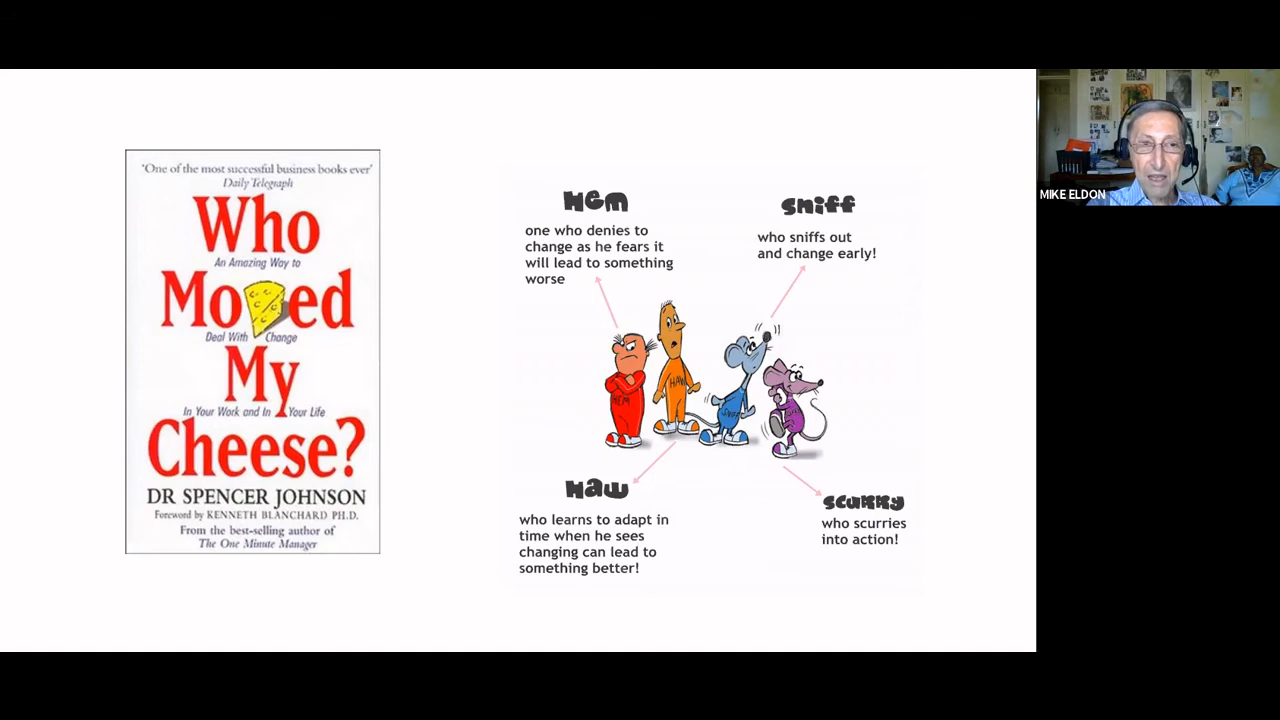 'One of the most successful business books ever'
Daily Telegraph
Who
An Amazing Way to
Moved
Deal With Change
My
In Your Work and In Your Life
Cheese?
DR SPENCER JOHNSON
Foreword by KENNETH BLANCHARD PH.D.
From the best-selling author of
The One Minute Manager
Hem
one who denies to
change as he fears it
will lead to something
worse
Sniff
who sniffs out
and change early!
HEM
HAW
SNIFF
Haw
who learns to adapt in
time when he sees
changing can lead to
something better!
Scurry
who scurries
into action!
MIKE ELDON